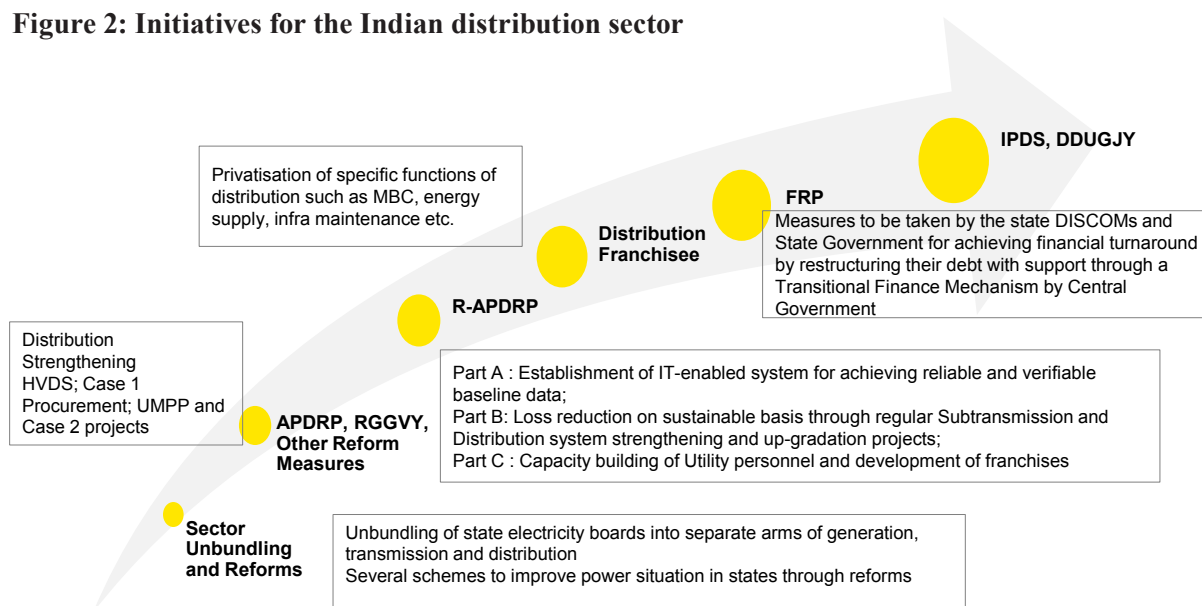 Figure 2: Initiatives for the Indian distribution sector
IPDS, DDUGJY
Privatisation of specific functions of
distribution such as MBC, energy
supply, infra maintenance etc.
FRP
Measures to be taken by the state DISCOMs and
State Government for achieving financial turnaround
by restructuring their debt with support through a
Transitional Finance Mechanism by Central
Government
Distribution
Franchisee
R-APDRP
Distribution
Strengthening
HVDS; Case 1
Procurement; UMPP and
Case 2 projects
Part A : Establishment of IT-enabled system for achieving reliable and verifiable
baseline data;
Part B: Loss reduction on sustainable basis through regular Subtransmission and
Distribution system strengthening and up-gradation projects;
Part C : Capacity building of Utility personnel and development of franchises
APDRP, RGGVY,
Other Reform
Measures
Sector
Unbundling
and Reforms
Unbundling of state electricity boards into separate arms of generation,
transmission and distribution
Several schemes to improve power situation in states through reforms